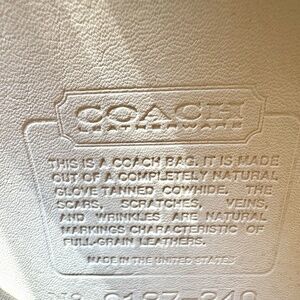 COACH
LEATHERWARE
THIS IS A COACH BAG. IT IS MADE
OUT OF A COMPLETELY NATURAL
GLOVE TANNED COWHIDE. THE
SCARS, SCRATCHES, VEINS,
AND WRINKLES ARE NATURAL
MARKINGS CHARACTERISTIC OF
FULL-GRAIN LEATHERS.
MADE IN THE UNITED STATES